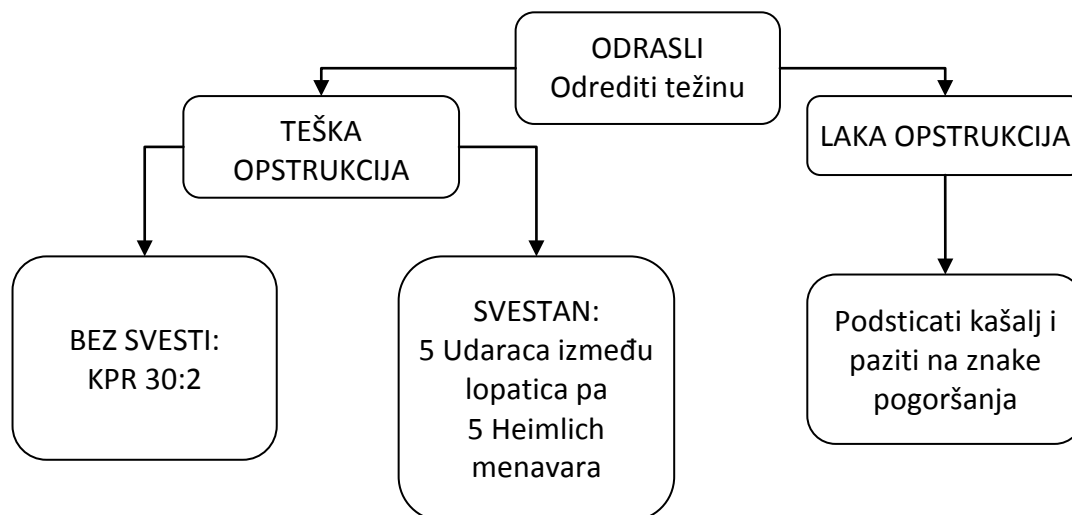 ODRASLI
Odrediti težinu
TEŠKA
OPSTRUKCIJA
LAKA OPSTRUKCIJA
BEZ SVESTI:
KPR 30:2
SVESTAN:
5 Udaraca između
lopatica pa
5 Heimlich
menavara
Podsticati kašalj i
paziti na znake
pogoršanja